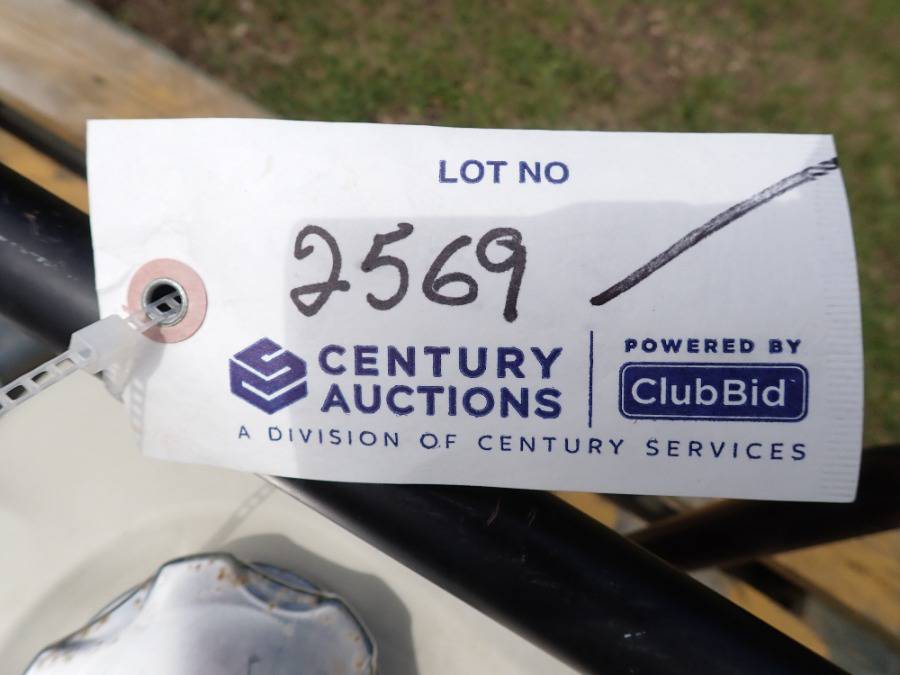 LOT NO
2569
CENTURY
AUCTIONS
A DIVISION OF CENTURY SERVICES
POWERED BY
ClubBid